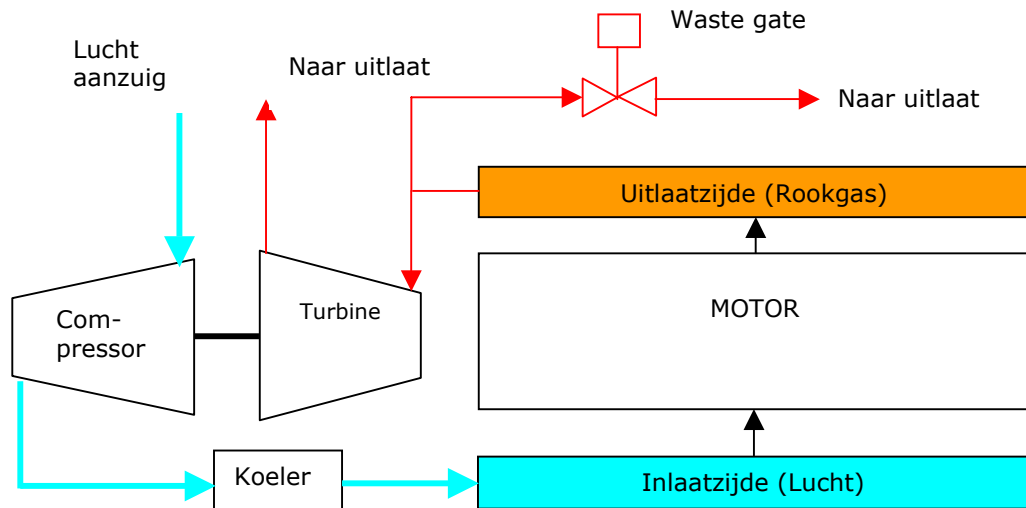 Waste gate
Lucht
aanzuig
Naar uitlaat
Naar uitlaat
Uitlaatzijde (Rookgas)
Turbine
MOTOR
Com-
pressor
Koeler
Inlaatzijde (Lucht)